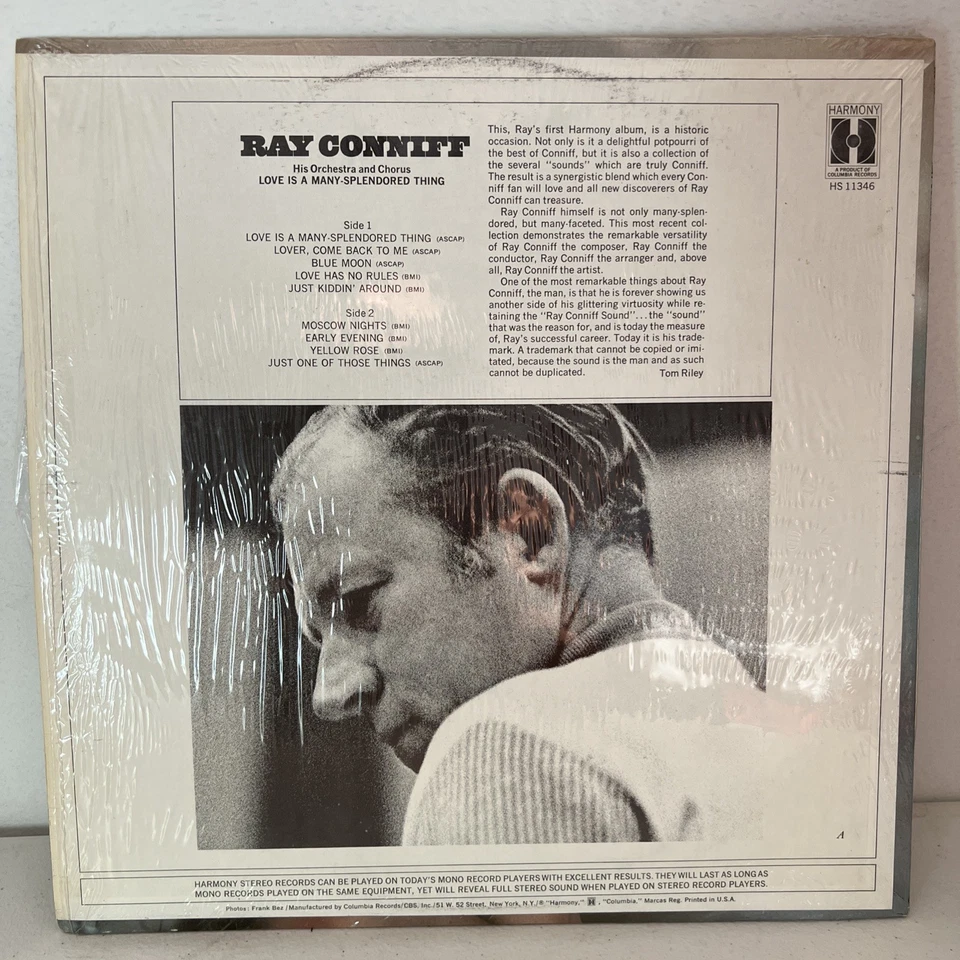 RAY CONNIFF
His Orchestra and Chorus
LOVE IS A MANY-SPLENDORED THING
Side 1
LOVE IS A MANY-SPLENDORED THING (ASCAP)
LOVER, COME BACK TO ME (ASCAP)
BLUE MOON (ASCAP)
LOVE HAS NO RULES (BMI)
JUST KIDDIN' AROUND (BMI)
Side 2
MOSCOW NIGHTS (BMI)
EARLY EVENING (BMI)
YELLOW ROSE (BMI)
JUST ONE OF THOSE THINGS (ASCAP)
This, Ray's first Harmony album, is a historic
occasion. Not only is it a delightful potpourri of
the best of Conniff, but it is also a collection of
the several "sounds" which are truly Conniff.
The result is a synergistic blend which every Con-
niff fan will love and all new discoverers of Ray
Conniff can treasure.
Ray Conniff himself is not only many-splen-
dored, but many-faceted. This most recent col-
lection demonstrates the remarkable versatility
of Ray Conniff the composer, Ray Conniff the
conductor, Ray Conniff the arranger and, above
all, Ray Conniff the artist.
One of the most remarkable things about Ray
Conniff, the man, is that he is forever showing us
another side of his glittering virtuosity while re-
taining the "Ray Conniff Sound"...the "sound"
that was the reason for, and is today the measure
of, Ray's successful career. Today it is his trade-
mark. A trademark that cannot be copied or imi-
tated, because the sound is the man and as such
cannot be duplicated. Tom Riley
HARMONY
H
A PRODUCT OF
COLUMBIA RECORDS
HS 11346
A
HARMONY STEREO RECORDS CAN BE PLAYED ON TODAY'S MONO RECORD PLAYERS WITH EXCELLENT RESULTS. THEY WILL LAST AS LONG AS
MONO RECORDS PLAYED ON THE SAME EQUIPMENT, YET WILL REVEAL FULL STEREO SOUND WHEN PLAYED ON STEREO RECORD PLAYERS.
Photos: Frank Bez /Manufactured by Columbia Records/CBS, Inc./51 W. 52 Street, New York, N.Y./® "Harmony," H , "Columbia," Marcas Reg. Printed in U.S.A.